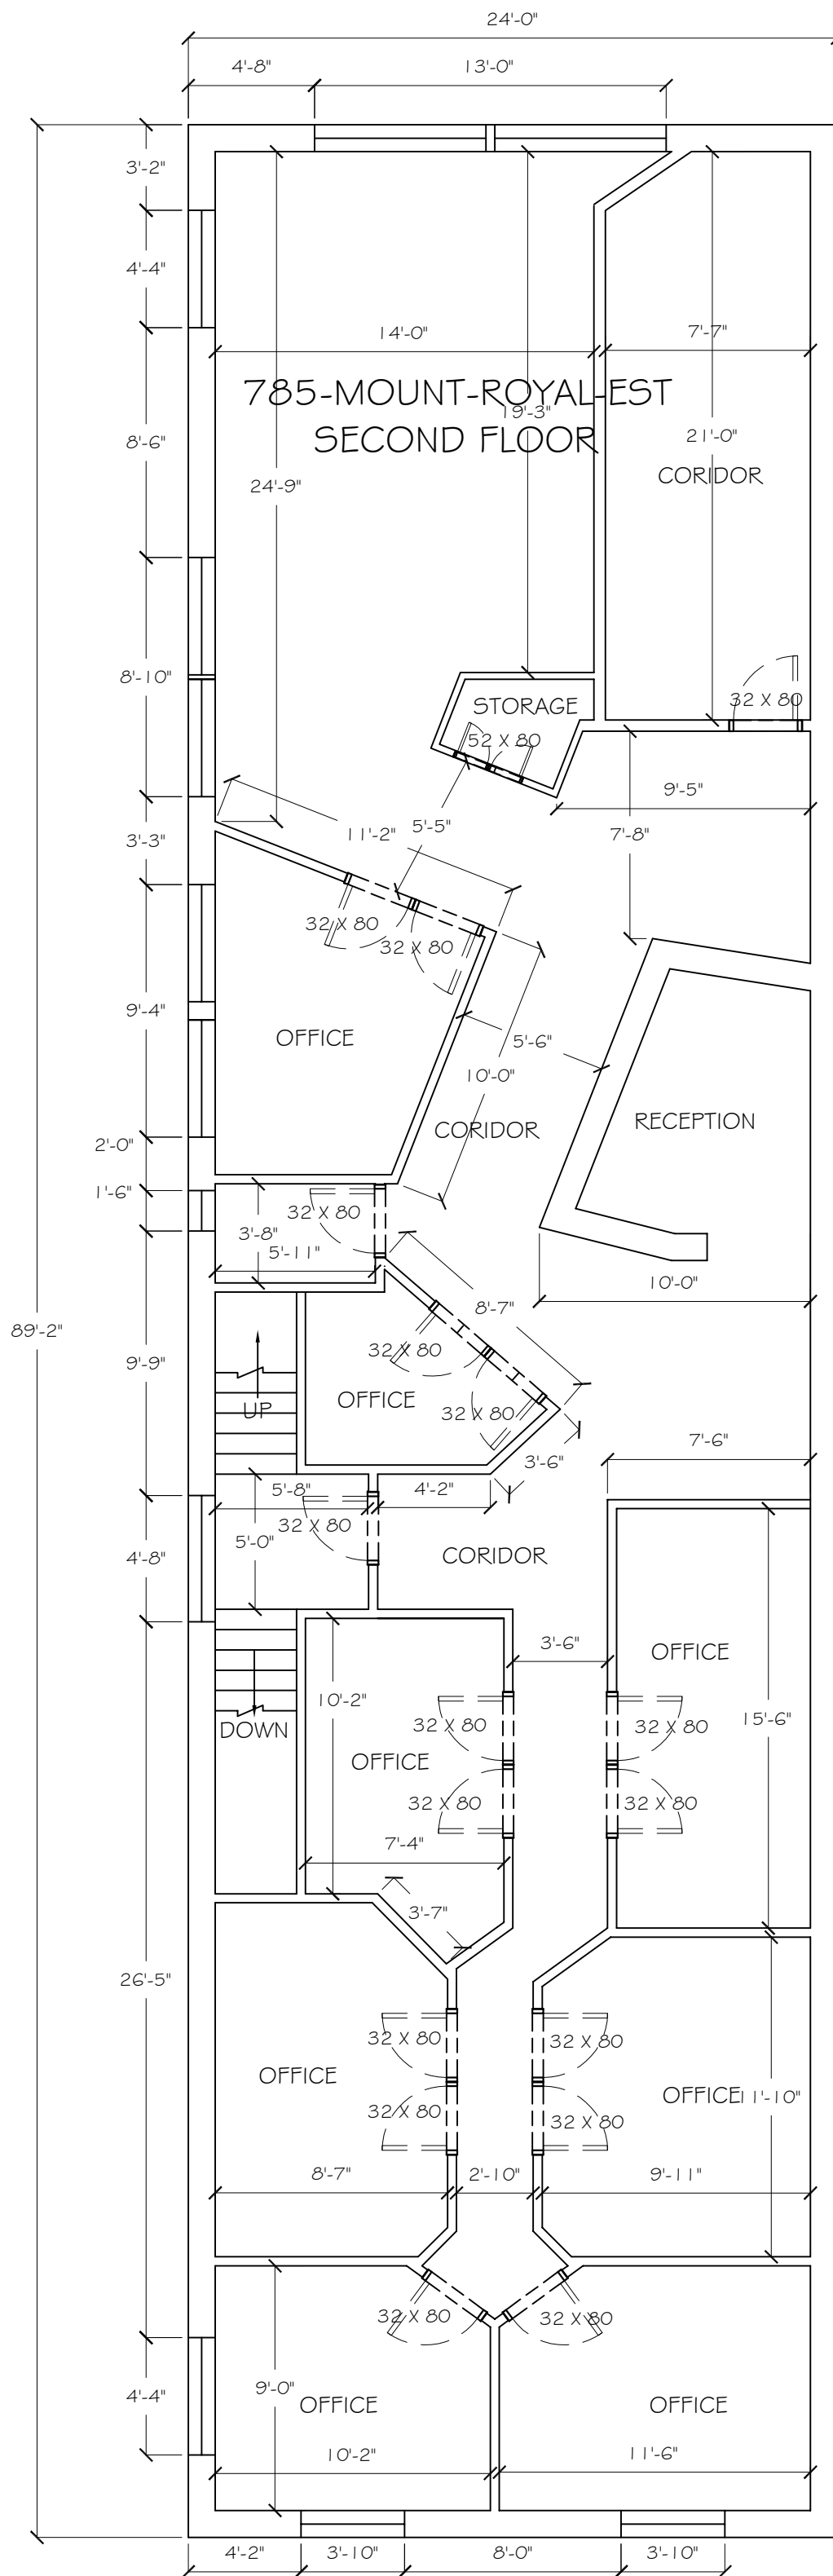 24'-0"
4'-8"
13'-0"
3'-2"
4'-4"
14'-0"
7'-7"
785-MOUNT-ROYAL-EST
19'-3"
SECOND FLOOR
21'-0"
8'-6"
CORIDOR
24'-9"
8'-10"
32 X 80
STORAGE
52 X 80
9'-5"
3'-3"
11'-2"
5'-5"
7'-8"
32 X 80
32 X 80
9'-4"
OFFICE
5'-6"
10'-0"
RECEPTION
CORIDOR
2'-0"
1'-6"
32 X 80
3'-8"
5'-11"
10'-0"
8'-7"
89'-2"
9'-9"
32 X 80
OFFICE
UP
32 X 80
7'-6"
3'-6"
5'-8"
4'-2"
32 X 80
5'-0"
CORIDOR
4'-8"
3'-6"
OFFICE
10'-2"
15'-6"
32 X 80
32 X 80
DOWN
OFFICE
32 X 80
32 X 80
7'-4"
3'-7"
26'-5"
32 X 80
32 X 80
OFFICE
OFFICE
11'-10"
32 X 80
32 X 80
8'-7"
2'-10"
9'-11"
32 X 80
32 X 80
4'-4"
9'-0"
OFFICE
OFFICE
10'-2"
11'-6"
4'-2"
3'-10"
8'-0"
3'-10"